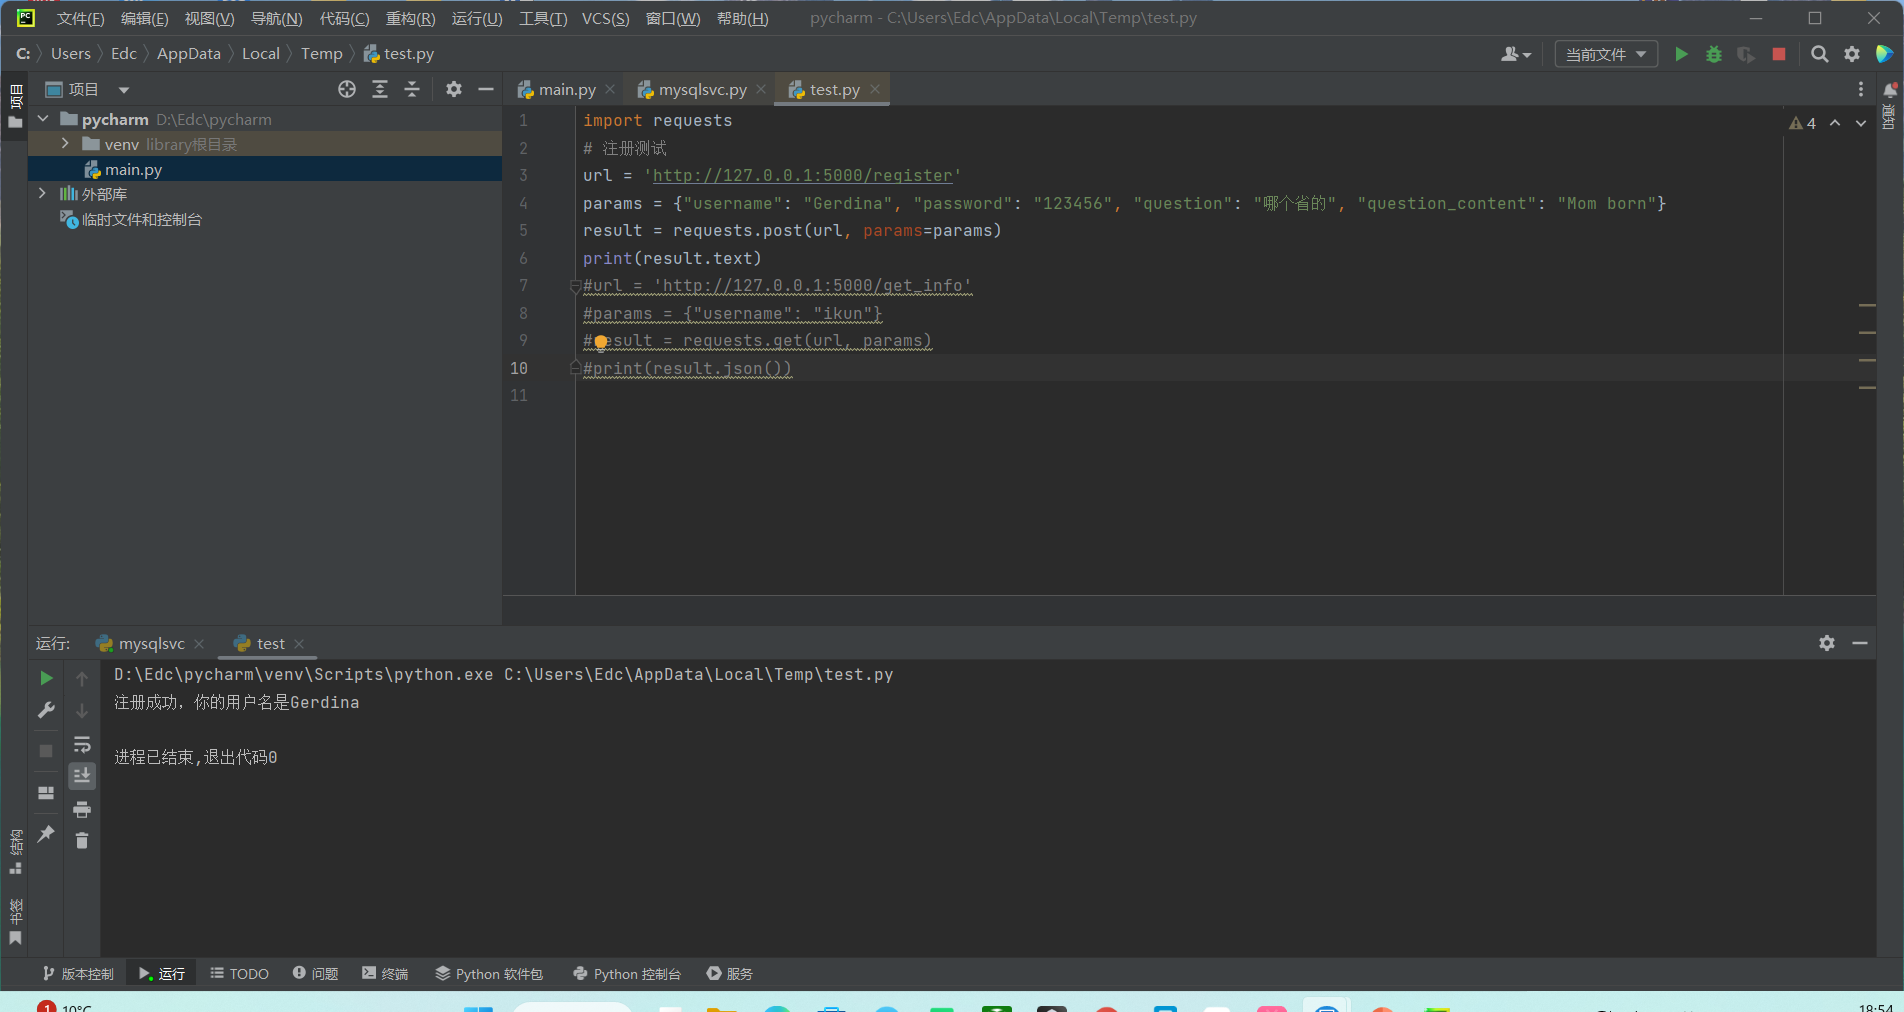 文件(F) 编辑(E) 视图(V) 导航(N) 代码(C) 重构(R) 运行(U) 工具(T) VCS(S) 窗口(W) 帮助(H) pycharm - C:\Users\Edc\AppData\Local\Temp\test.py
C: Users Edc AppData Local Temp test.py 当前文件
项目
项目
main.py mysqlsvc.py test.py
通知
pycharm D:\Edc\pycharm
venv library根目录
main.py
外部库
临时文件和控制台
4
1 import requests
2 # 注册测试
3 url = 'http://127.0.0.1:5000/register'
4 params = {"username": "Gerdina", "password": "123456", "question": "哪个省的", "question_content": "Mom born"}
5 result = requests.post(url, params=params)
6 print(result.text)
7 #url = 'http://127.0.0.1:5000/get_info'
8 #params = {"username": "ikun"}
9 #result = requests.get(url, params)
10 #print(result.json())
11
运行: mysqlsvc test
D:\Edc\pycharm\venv\Scripts\python.exe C:\Users\Edc\AppData\Local\Temp\test.py
注册成功，你的用户名是Gerdina
进程已结束,退出代码0
结构
书签
版本控制 运行 TODO 问题 终端 Python 软件包 Python 控制台 服务
1 10°C 18:54